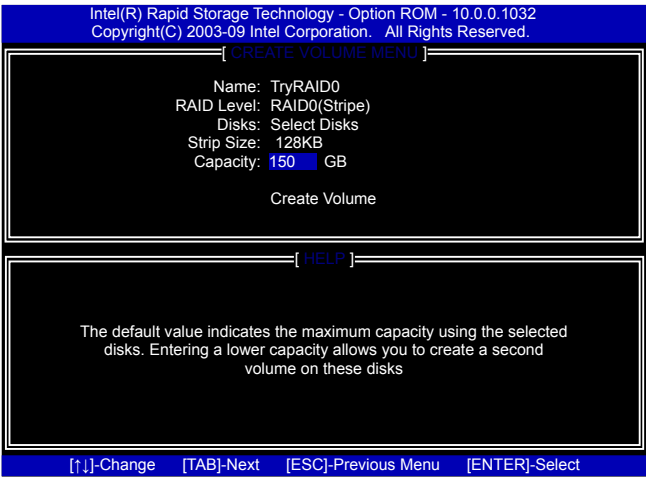 Intel(R) Rapid Storage Technology - Option ROM - 10.0.0.1032
Copyright(C) 2003-09 Intel Corporation. All Rights Reserved.
[ CREATE VOLUME MENU ]
Name: TryRAID0
RAID Level: RAID0(Stripe)
Disks: Select Disks
Strip Size: 128KB
Capacity: 150 GB
Create Volume
[ HELP ]
The default value indicates the maximum capacity using the selected
disks. Entering a lower capacity allows you to create a second
volume on these disks
[↑↓]-Change [TAB]-Next [ESC]-Previous Menu [ENTER]-Select